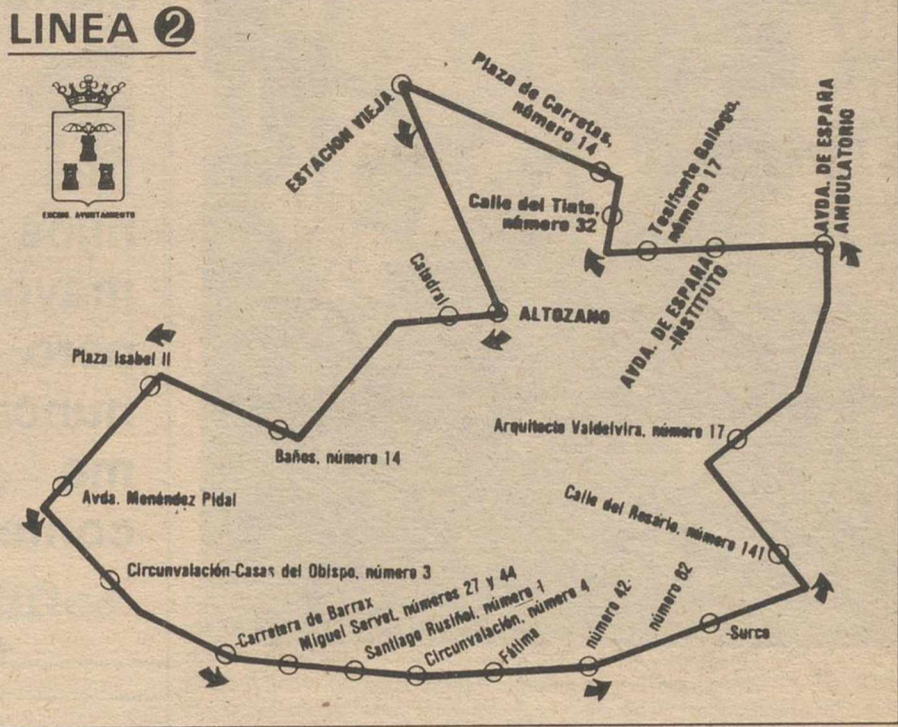 LINEA 2
EXCMO. AYUNTAMIENTO
ESTACION VIEJA
Plaza de Carretas,
número 14
Calle del Tinte,
número 32
Tesifonte Gallego,
número 17
AVDA. DE ESPAÑA
-INSTITUTO
AVDA. DE ESPAÑA
AMBULATORIO
Catedral
ALTOZANO
Plaza Isabel II
Baños, número 14
Arquitecto Valdelvira, número 17
Avda. Menéndez Pidal
Calle del Rosario, número 141
Circunvalación-Casas del Obispo, número 3
-Carretera de Barrax
Miguel Servet, números 27 y 44
Santiago Rusiñol, número 1
Circunvalación, número 4
Fátima
número 42-
número 62
-Surco